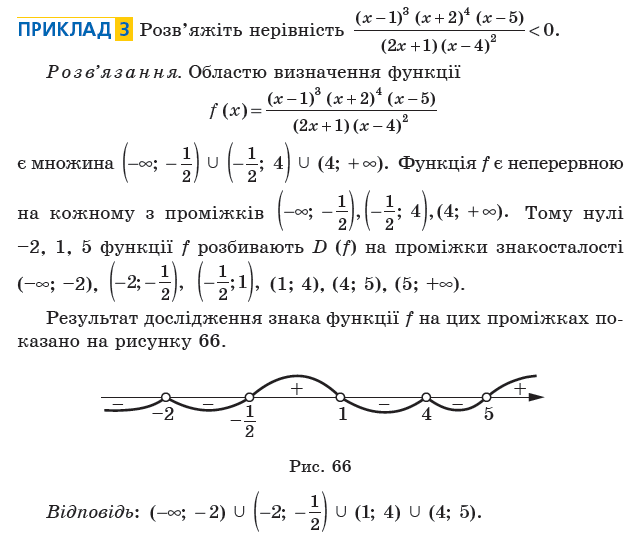 ПРИКЛАД 3 Розв’яжіть нерівність $\frac{(x-1)^3 (x+2)^4 (x-5)}{(2x+1)(x-4)^2} < 0$.
Розв’язання. Областю визначення функції
$f(x) = \frac{(x-1)^3 (x+2)^4 (x-5)}{(2x+1)(x-4)^2}$
є множина $\left(-\infty; -\frac{1}{2}\right) \cup \left(-\frac{1}{2}; 4\right) \cup (4; +\infty)$. Функція f є неперервною
на кожному з проміжків $\left(-\infty; -\frac{1}{2}\right), \left(-\frac{1}{2}; 4\right), (4; +\infty)$. Тому нулі
−2, 1, 5 функції f розбивають D (f) на проміжки знакосталості
$(-\infty; -2), \left(-2; -\frac{1}{2}\right), \left(-\frac{1}{2}; 1\right), (1; 4), (4; 5), (5; +\infty)$.
Результат дослідження знака функції f на цих проміжках по-
казано на рисунку 66.
− − + − − +
−2 $-\frac{1}{2}$ 1 4 5
Рис. 66
Відповідь: $(-\infty; -2) \cup \left(-2; -\frac{1}{2}\right) \cup (1; 4) \cup (4; 5)$.